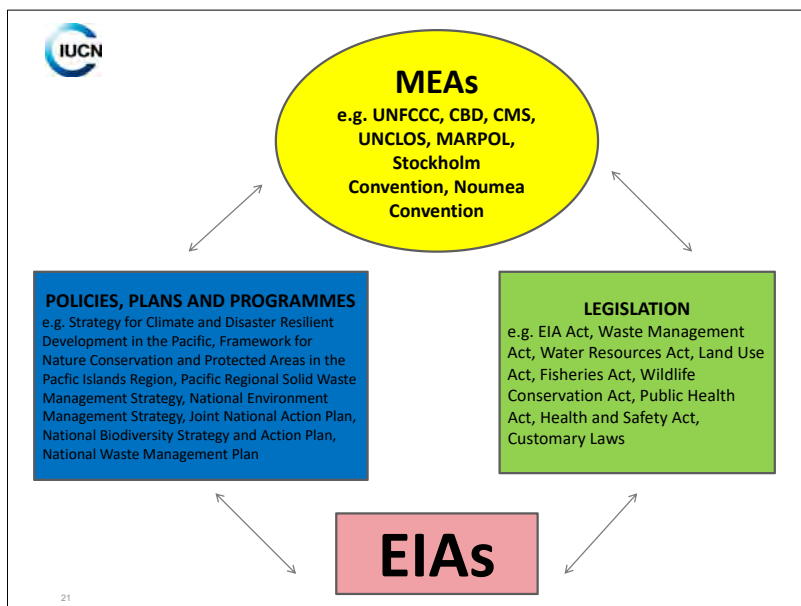 IUCN
MEAs
e.g. UNFCCC, CBD, CMS,
UNCLOS, MARPOL,
Stockholm
Convention, Noumea
Convention
POLICIES, PLANS AND PROGRAMMES
e.g. Strategy for Climate and Disaster Resilient
Development in the Pacific, Framework for
Nature Conservation and Protected Areas in the
Pacfic Islands Region, Pacific Regional Solid Waste
Management Strategy, National Environment
Management Strategy, Joint National Action Plan,
National Biodiversity Strategy and Action Plan,
National Waste Management Plan
LEGISLATION
e.g. EIA Act, Waste Management
Act, Water Resources Act, Land Use
Act, Fisheries Act, Wildlife
Conservation Act, Public Health
Act, Health and Safety Act,
Customary Laws
EIAs
21